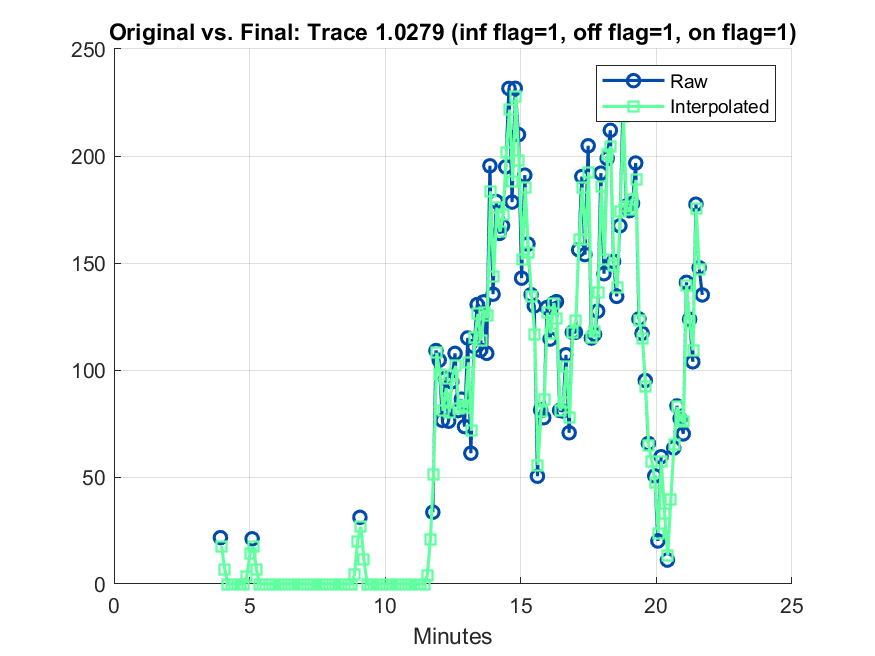 Original vs. Final: Trace 1.0279 (inf flag=1, off flag=1, on flag=1)
250
200
150
100
50
0
Raw
Interpolated
0 5 10 15 20 25
Minutes